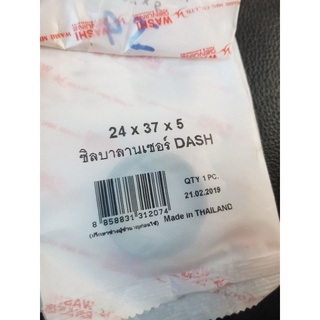 WASHI
24 x 37 x 5
ซิลบาลานเซอร์ DASH
QTY 1 PC.
21.02.2019
Made in THAILAND
8 858831 312074